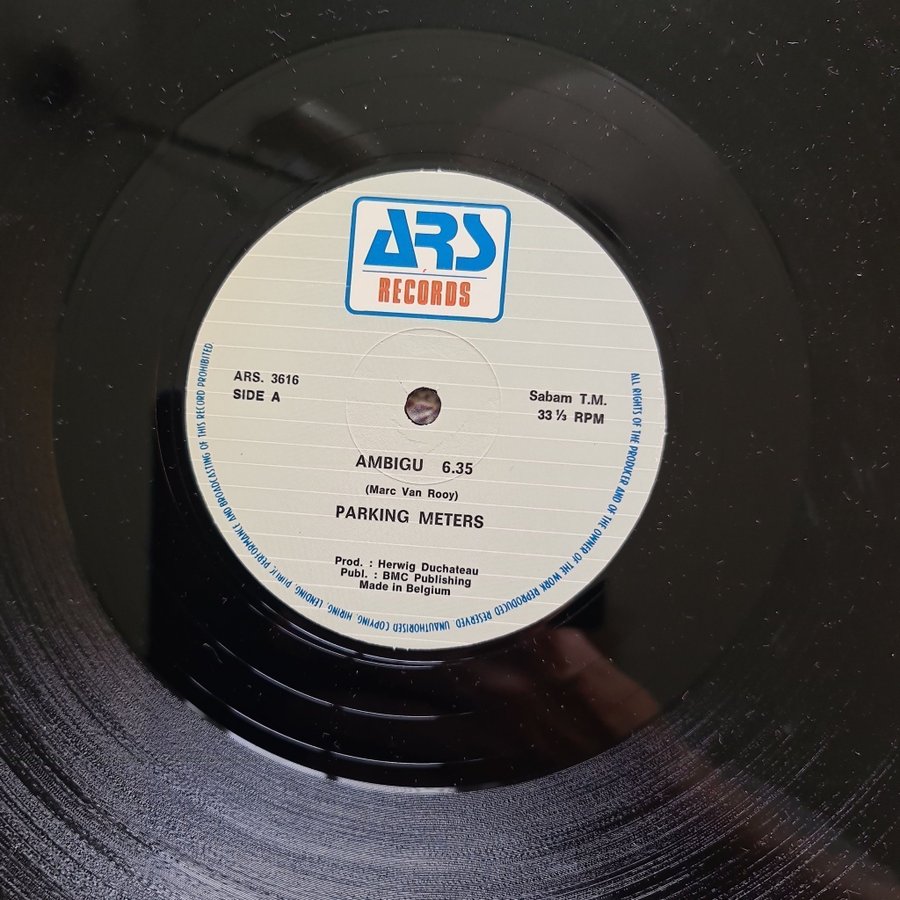 ARS
RECORDS
ARS. 3616
SIDE A
Sabam T.M.
33 ⅓ RPM
AMBIGU 6.35
(Marc Van Rooy)
PARKING METERS
Prod. : Herwig Duchateau
Publ. : BMC Publishing
Made in Belgium
ALL RIGHTS OF THE PRODUCER AND OF THE OWNER OF THE WORK REPRODUCED RESERVED. UNAUTHORISED COPYING, HIRING, LENDING, PUBLIC PERFORMANCE AND BROADCASTING OF THIS RECORD PROHIBITED